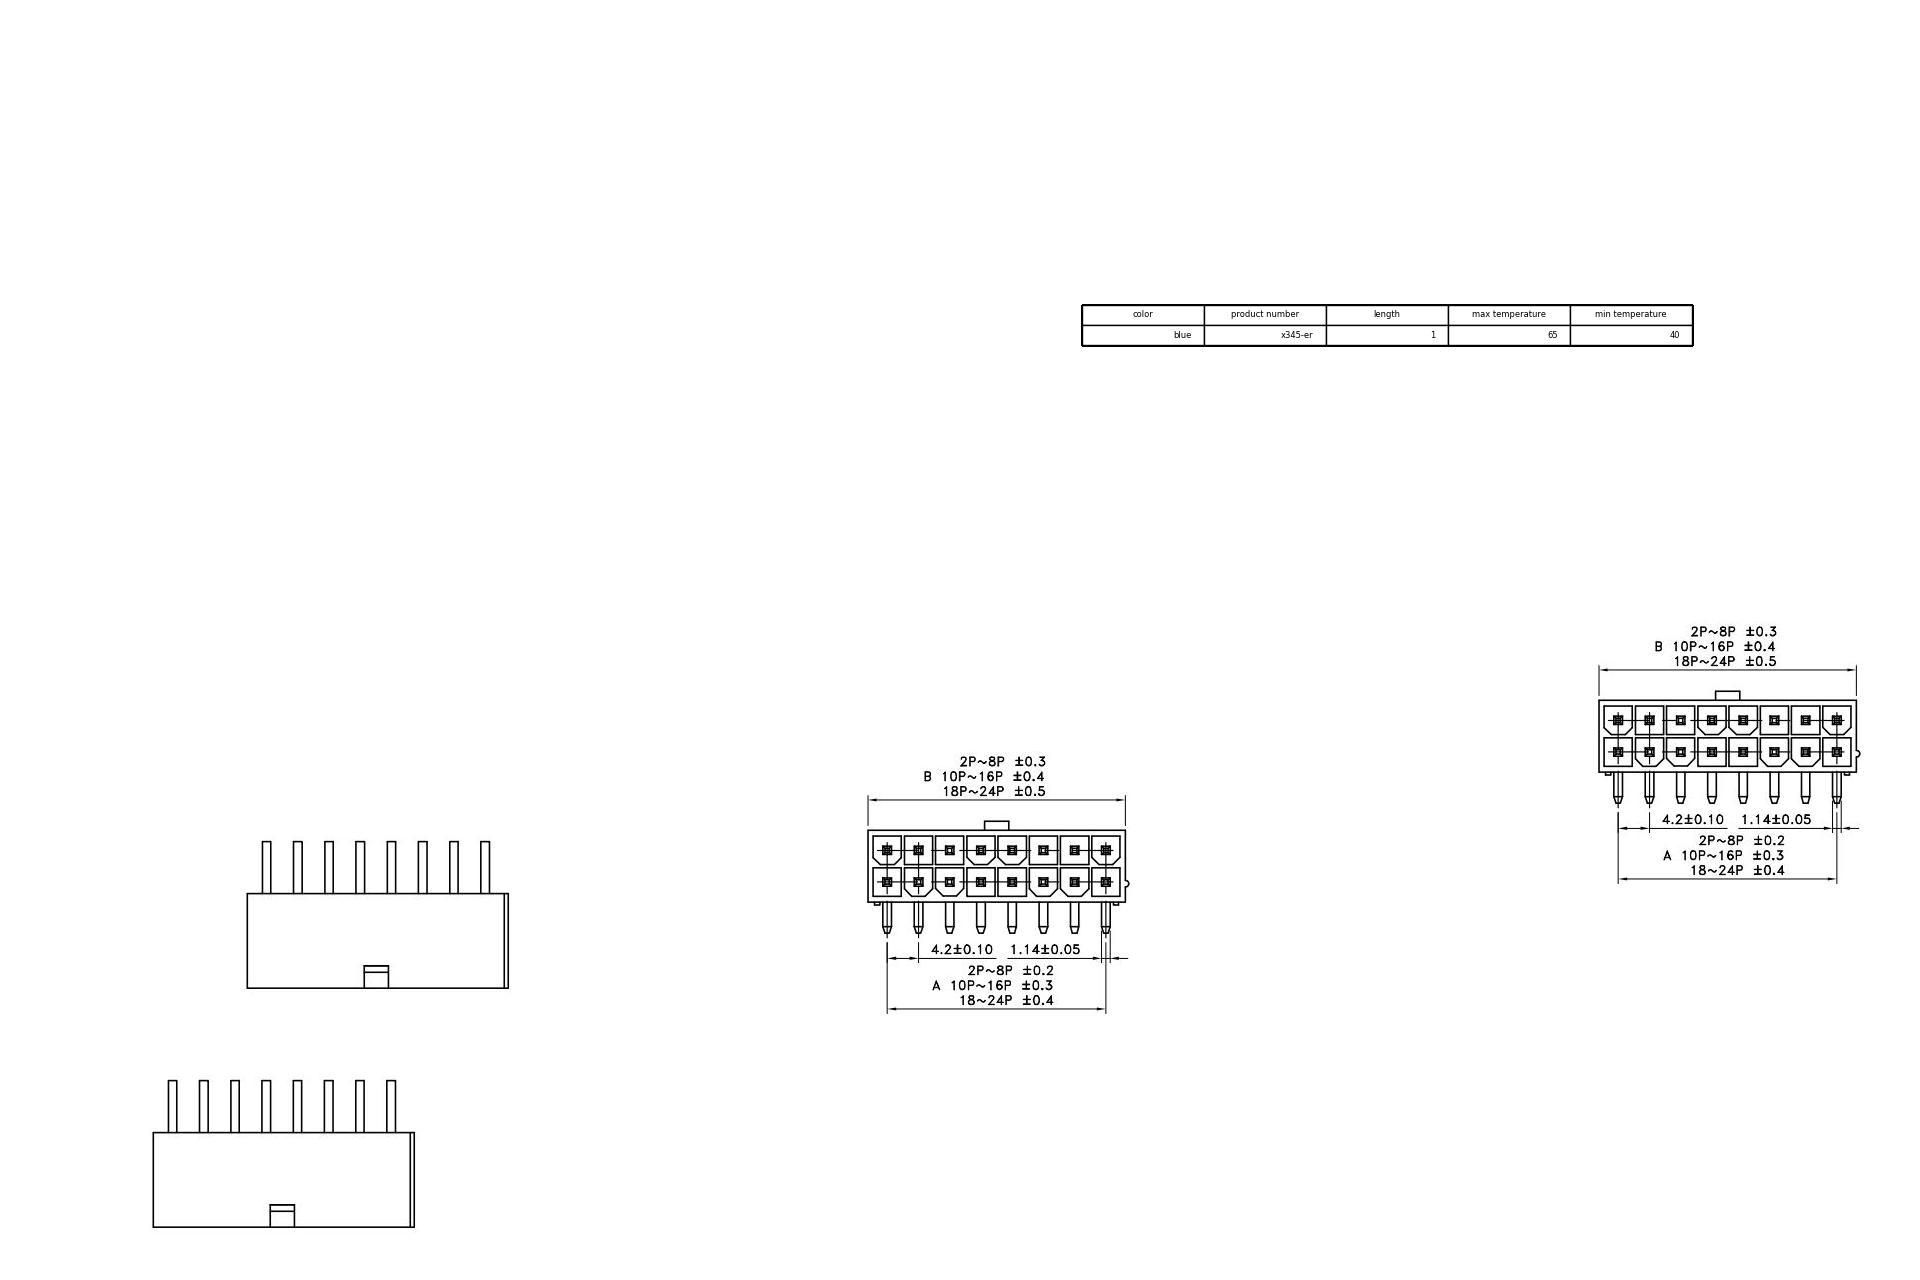 color product number length max temperature min temperature
blue x345-er 1 65 40
2P~8P ±0.3
B 10P~16P ±0.4
18P~24P ±0.5
4.2±0.10 1.14±0.05
2P~8P ±0.2
A 10P~16P ±0.3
18~24P ±0.4
2P~8P ±0.3
B 10P~16P ±0.4
18P~24P ±0.5
4.2±0.10 1.14±0.05
2P~8P ±0.2
A 10P~16P ±0.3
18~24P ±0.4